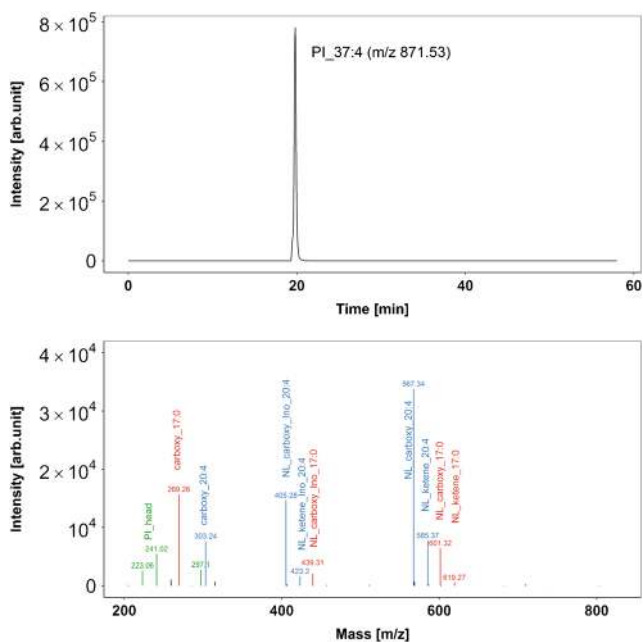 8 × 10⁵
PI_37:4 (m/z 871.53)
6 × 10⁵
4 × 10⁵
2 × 10⁵
0
Intensity [arb.unit]
0
20
40
60
Time [min]
4 × 10⁴
3 × 10⁴
2 × 10⁴
10⁴
0
Intensity [arb.unit]
PI_head
223.06
241.02
carboxy_17:0
269.26
297.1
carboxy_20:4
303.24
NL_carboxy_Ino_20:4
405.28
NL_ketene_Ino_20:4
423.3
NL_carboxy_Ino_17:0
439.31
NL_carboxy_20:4
567.34
NL_ketene_20:4
585.37
NL_carboxy_17:0
601.32
NL_ketene_17:0
619.27
200
400
600
800
Mass [m/z]